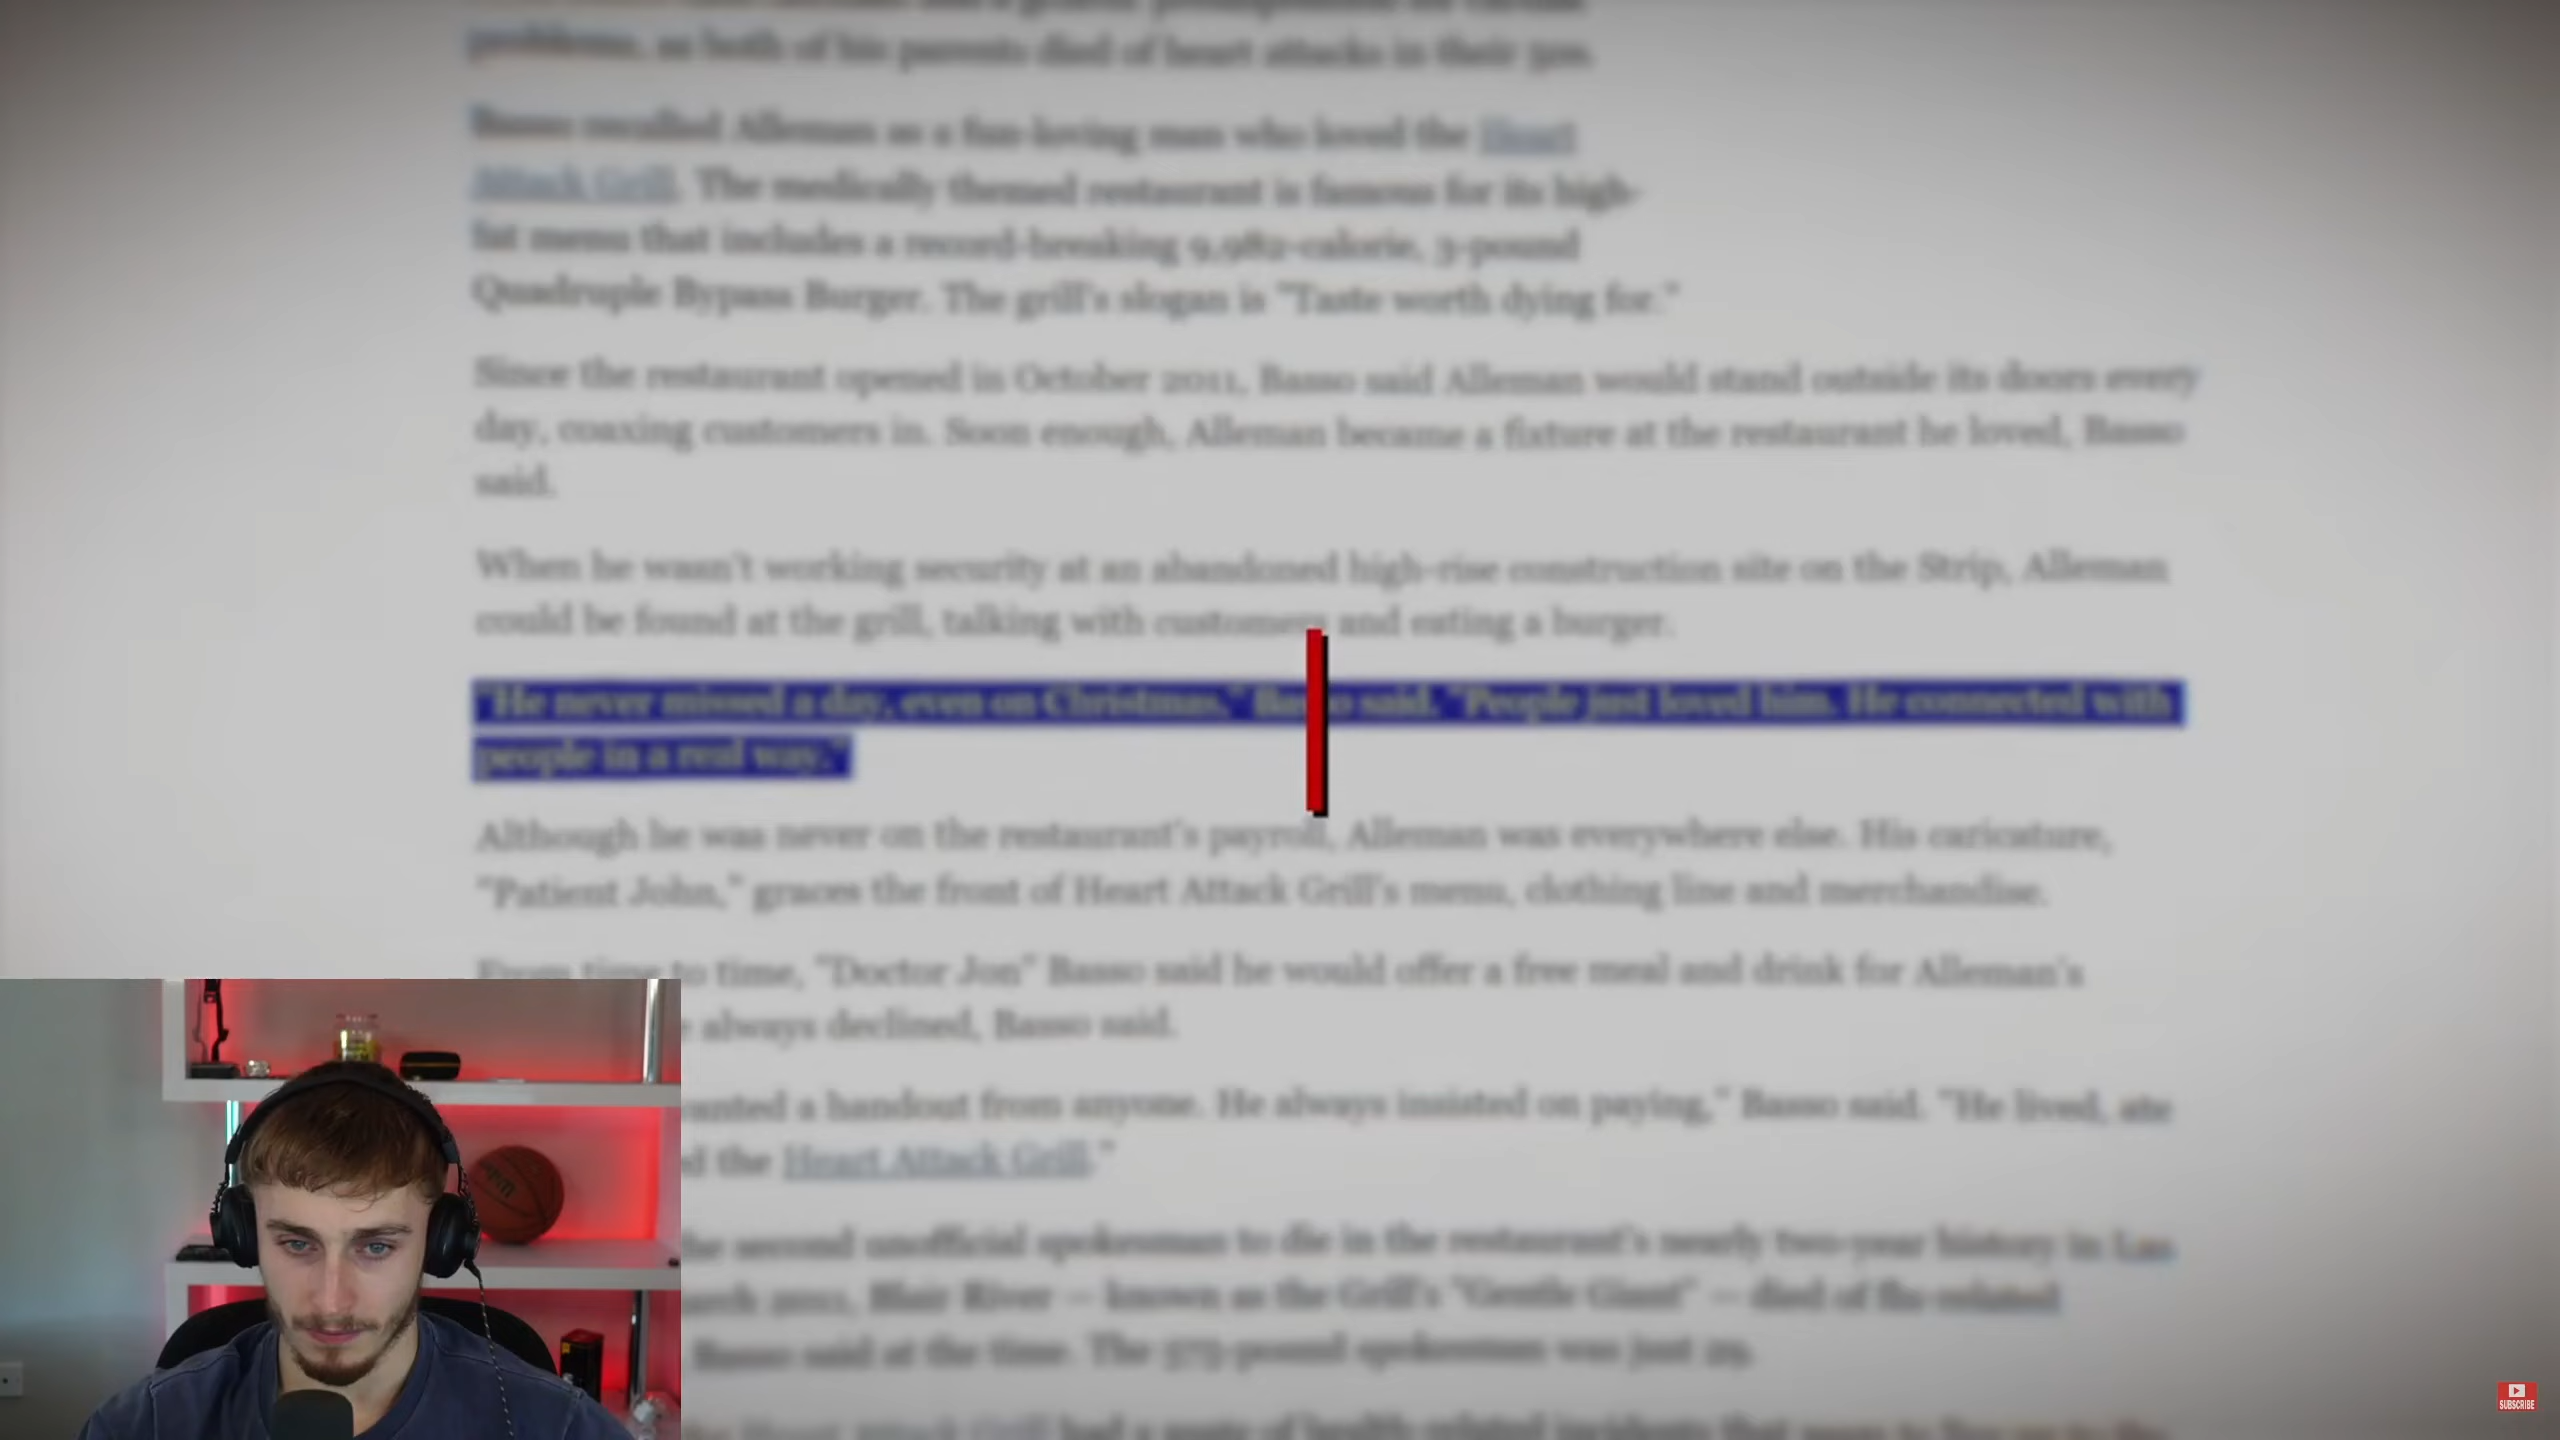 problems, as both of his parents died of heart attacks in their 50s.
Basso recalled Alleman as a fun-loving man who loved the Heart
Attack Grill. The medically themed restaurant is famous for its high-
fat menu that includes a record-breaking 9,982-calorie, 3-pound
Quadruple Bypass Burger. The grill's slogan is "Taste worth dying for."
Since the restaurant opened in October 2011, Basso said Alleman would stand outside its doors every
day, coaxing customers in. Soon enough, Alleman became a fixture at the restaurant he loved, Basso
said.
When he wasn't working security at an abandoned high-rise construction site on the Strip, Alleman
could be found at the grill, talking with customers and eating a burger.
"He never missed a day, even on Christmas," Basso said. "People just loved him. He connected with
people in a real way."
Although he was never on the restaurant's payroll, Alleman was everywhere else. His caricature,
"Patient John," graces the front of Heart Attack Grill's menu, clothing line and merchandise.
From time to time, "Doctor Jon" Basso said he would offer a free meal and drink for Alleman's
always declined, Basso said.
a handout from anyone. He always insisted on paying," Basso said. "He lived, ate
the Heart Attack Grill."
second unofficial spokesman to die in the restaurant's nearly two-year history in Las
2011, Blair River — known as the Grill's "Gentle Giant" — died of flu-related
Basso said at the time. The 575-pound spokesman was just 29.
Heart Attack Grill had a spate of health-related incidents that
SUBSCRIBE